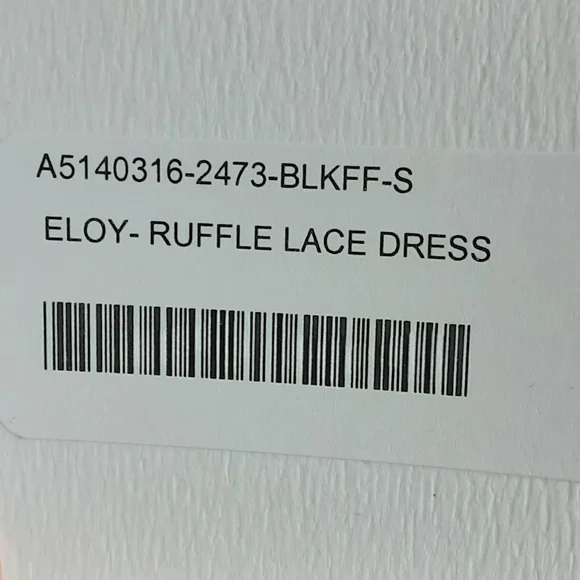 A5140316-2473-BLKFF-S
ELOY- RUFFLE LACE DRESS